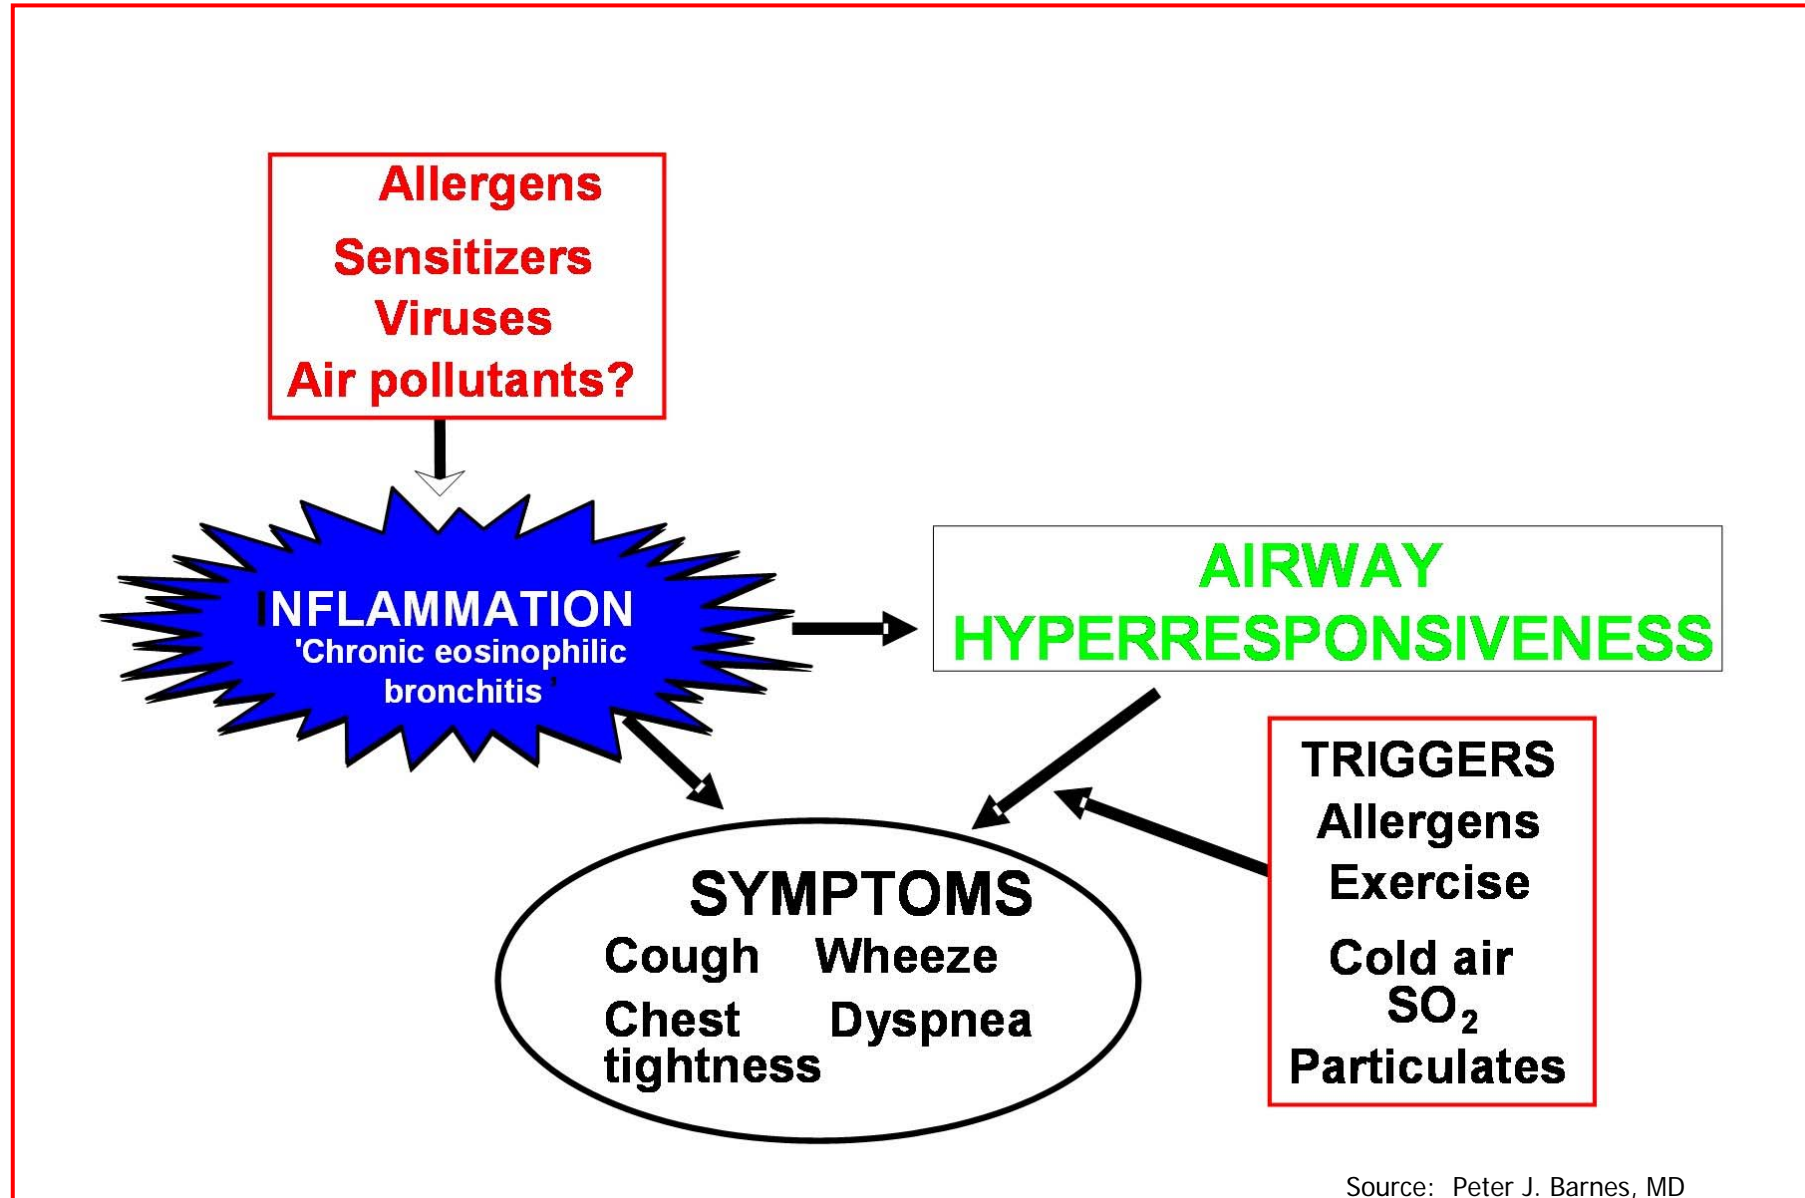 Allergens
Sensitizers
Viruses
Air pollutants?
INFLAMMATION
'Chronic eosinophilic
bronchitis’
AIRWAY
HYPERRESPONSIVENESS
TRIGGERS
Allergens
Exercise
Cold air
SO₂
Particulates
SYMPTOMS
Cough Wheeze
Chest Dyspnea
tightness
Source: Peter J. Barnes, MD